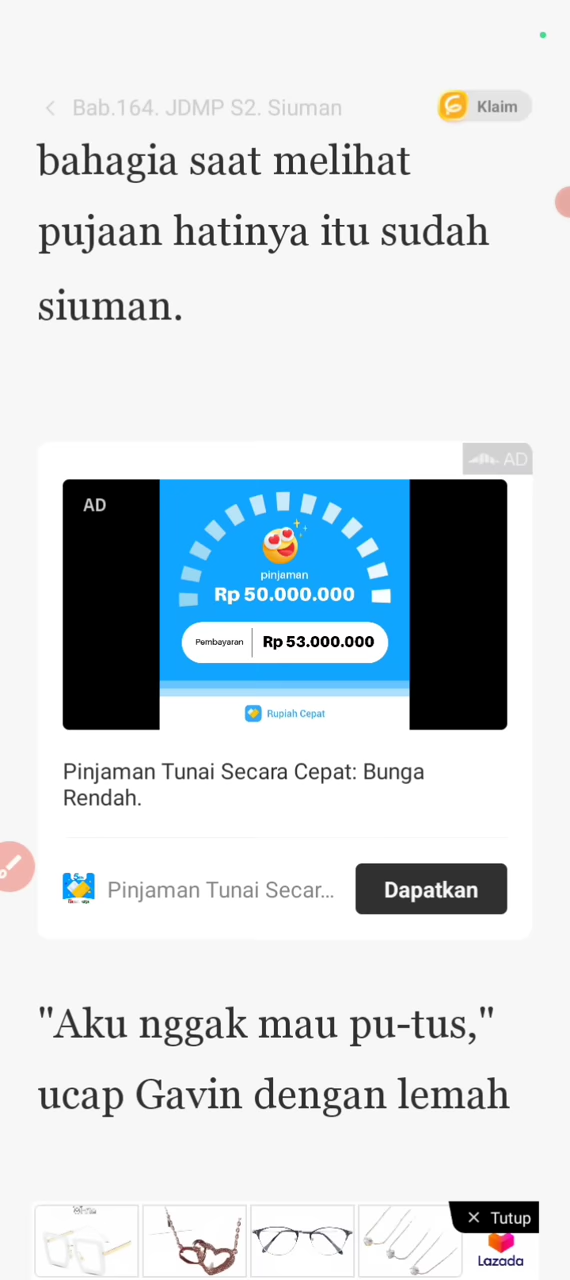 Bab.164. JDMP S2. Siuman
Klaim
bahagia saat melihat
pujaan hatinya itu sudah
siuman.
AD
AD
pinjaman
Rp 50.000.000
Pembayaran Rp 53.000.000
Rupiah Cepat
Pinjaman Tunai Secara Cepat: Bunga
Rendah.
Pinjaman Tunai Secar...
Dapatkan
"Aku nggak mau pu-tus,"
ucap Gavin dengan lemah
× Tutup
Lazada